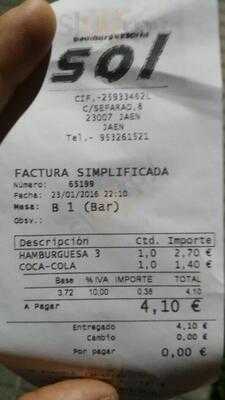 hamburguesería
sol
CIF.-25933462L
C/SEPARAD,8
23007 JAEN
JAEN
Tel.- 953261521
FACTURA SIMPLIFICADA
Número: 65199
Fecha: 23/01/2016 22:10
Mesa: B 1 (Bar)
Obsv.:
Descripción Ctd. Importe
HAMBURGUESA 3 1,0 2,70 €
COCA-COLA 1,0 1,40 €
Base % IVA IMPORTE TOTAL
3.72 10,00 0.38 4.10
A Pagar 4,10 €
Entregado 4,10 €
Cambio 0,00 €
Por pagar 0,00 €